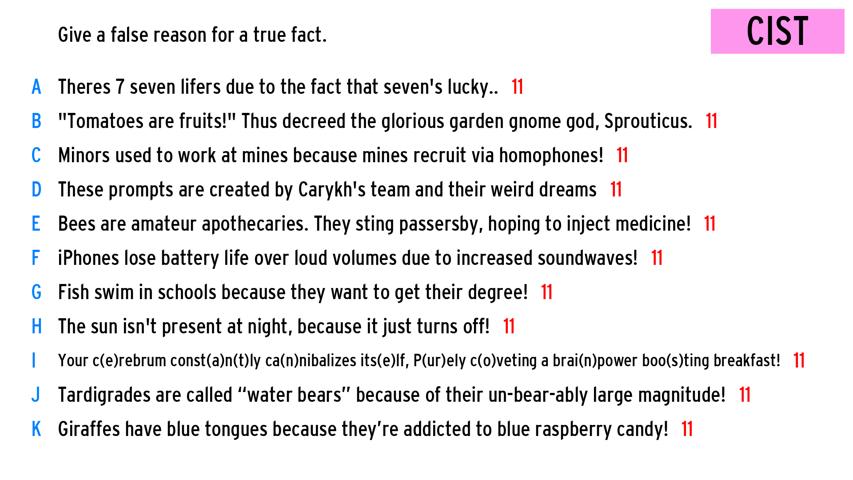 Give a false reason for a true fact.
CIST
A Theres 7 seven lifers due to the fact that seven's lucky.. 11
B "Tomatoes are fruits!" Thus decreed the glorious garden gnome god, Sprouticus. 11
C Minors used to work at mines because mines recruit via homophones! 11
D These prompts are created by Carykh's team and their weird dreams 11
E Bees are amateur apothecaries. They sting passersby, hoping to inject medicine! 11
F iPhones lose battery life over loud volumes due to increased soundwaves! 11
G Fish swim in schools because they want to get their degree! 11
H The sun isn't present at night, because it just turns off! 11
I Your c(e)rebrum const(a)n(t)ly ca(n)nibalizes its(e)lf, P(ur)ely c(o)veting a brai(n)power boo(s)ting breakfast! 11
J Tardigrades are called “water bears” because of their un-bear-ably large magnitude! 11
K Giraffes have blue tongues because they’re addicted to blue raspberry candy! 11